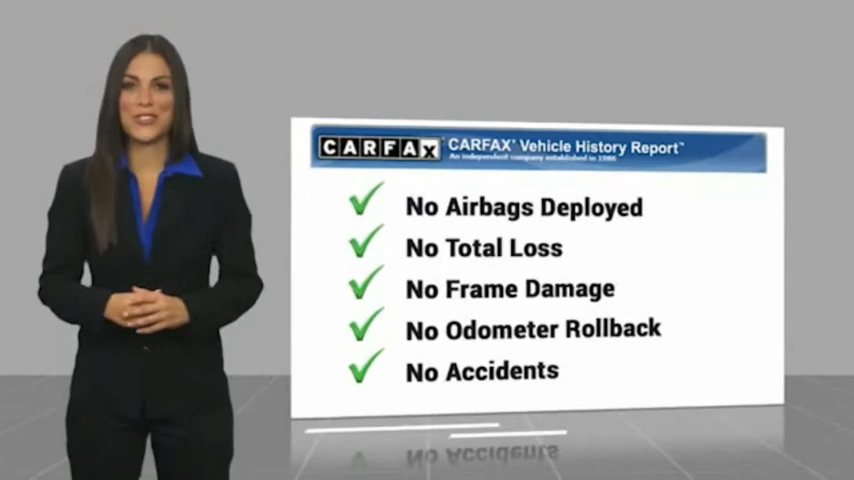 CARFAX CARFAX® Vehicle History Report™
An independent company established in 1986
No Airbags Deployed
No Total Loss
No Frame Damage
No Odometer Rollback
No Accidents
No Accidents